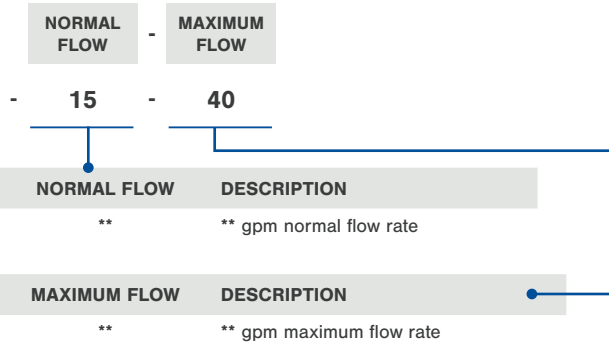 NORMAL FLOW - MAXIMUM FLOW
- 15 - 40
NORMAL FLOW DESCRIPTION
** ** gpm normal flow rate
MAXIMUM FLOW DESCRIPTION
** ** gpm maximum flow rate